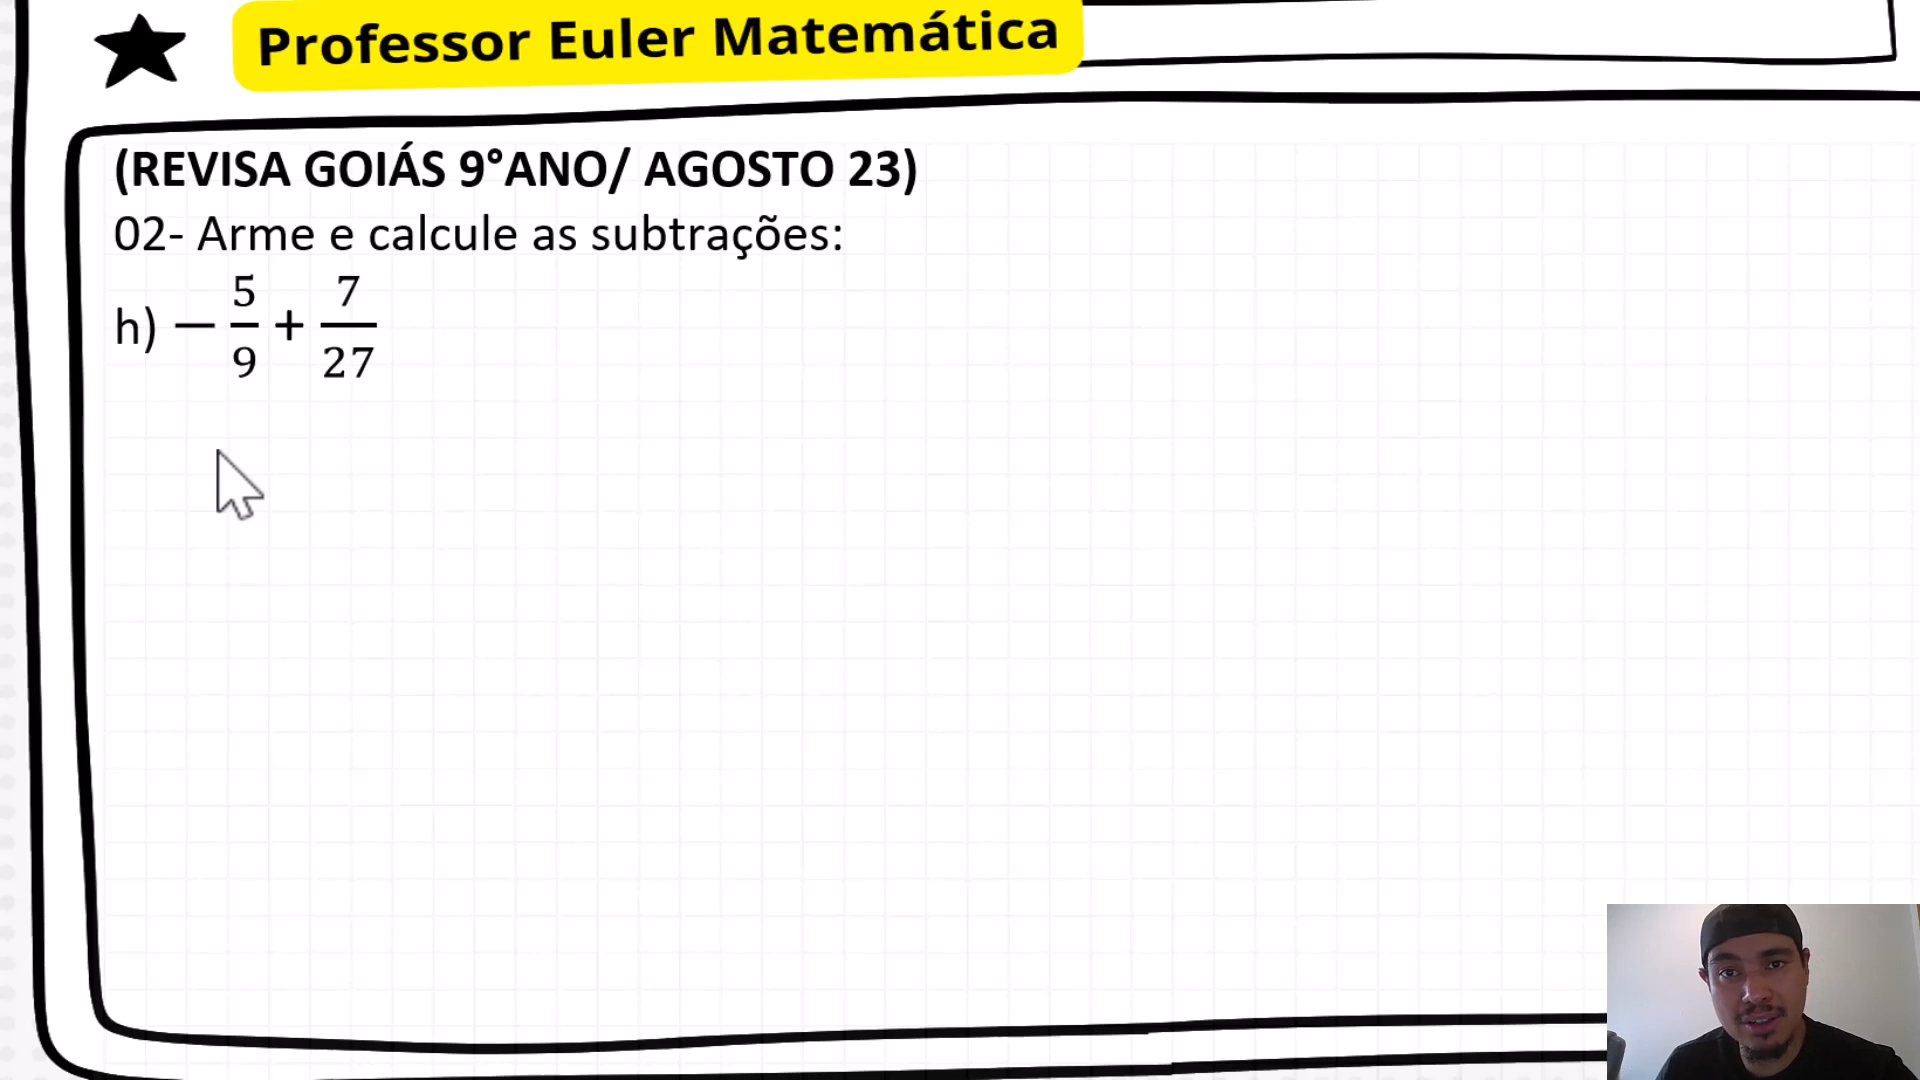 Professor Euler Matemática
(REVISA GOIÁS 9°ANO/ AGOSTO 23)
02- Arme e calcule as subtrações:
h) − 5/9 + 7/27